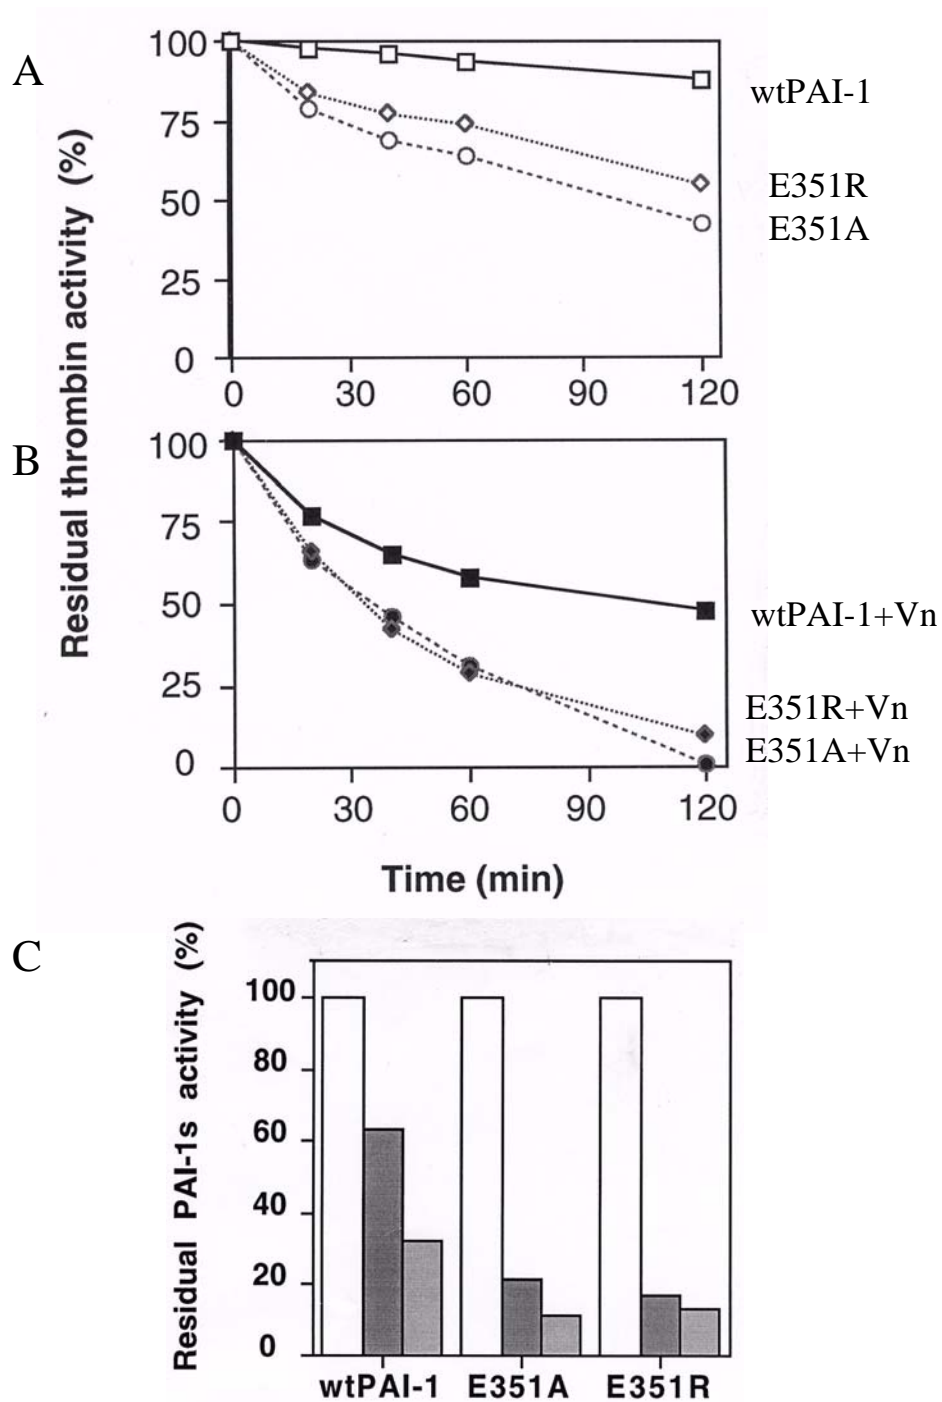 A
Residual thrombin activity (%)
100
75
50
25
0
0 30 60 90 120
wtPAI-1
E351R
E351A
B
100
75
50
25
0
0 30 60 90 120
wtPAI-1+Vn
E351R+Vn
E351A+Vn
Time (min)
C
Residual PAI-1s activity (%)
100
80
60
40
20
0
wtPAI-1 E351A E351R